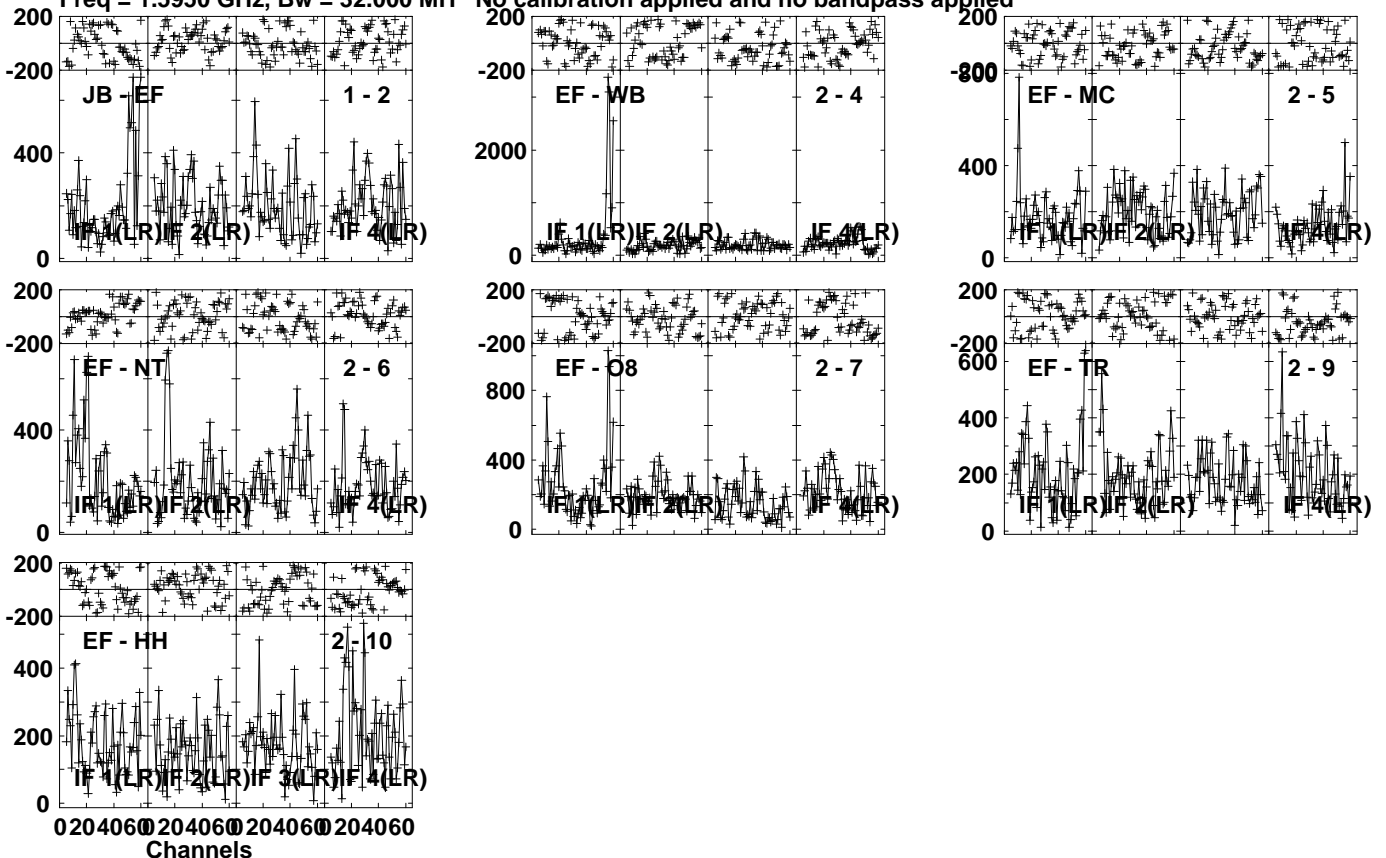 Freq = 1.5950 GHz, Bw = 32.000 MH No calibration applied and no bandpass applied
200
-200
JB - EF 1 - 2
400
0
IF 1(LR) IF 2(LR) IF 4(LR)
200
-200
EF - WB 2 - 4
2000
0
IF 1(LR) IF 2(LR) IF 4(LR)
200
-200
800
EF - MC 2 - 5
400
0
IF 1(LR) IF 2(LR) IF 4(LR)
200
-200
EF - NT 2 - 6
400
0
IF 1(LR) IF 2(LR) IF 4(LR)
200
-200
EF - O8 2 - 7
800
400
0
IF 1(LR) IF 2(LR) IF 4(LR)
200
-200
600
EF - TR 2 - 9
400
200
0
IF 1(LR) IF 2(LR) IF 4(LR)
200
-200
EF - HH 2 - 10
400
200
0
IF 1(LR) IF 2(LR) IF 3(LR) IF 4(LR)
0 20 40 60 0 20 40 60 0 20 40 60 0 20 40 60
Channels